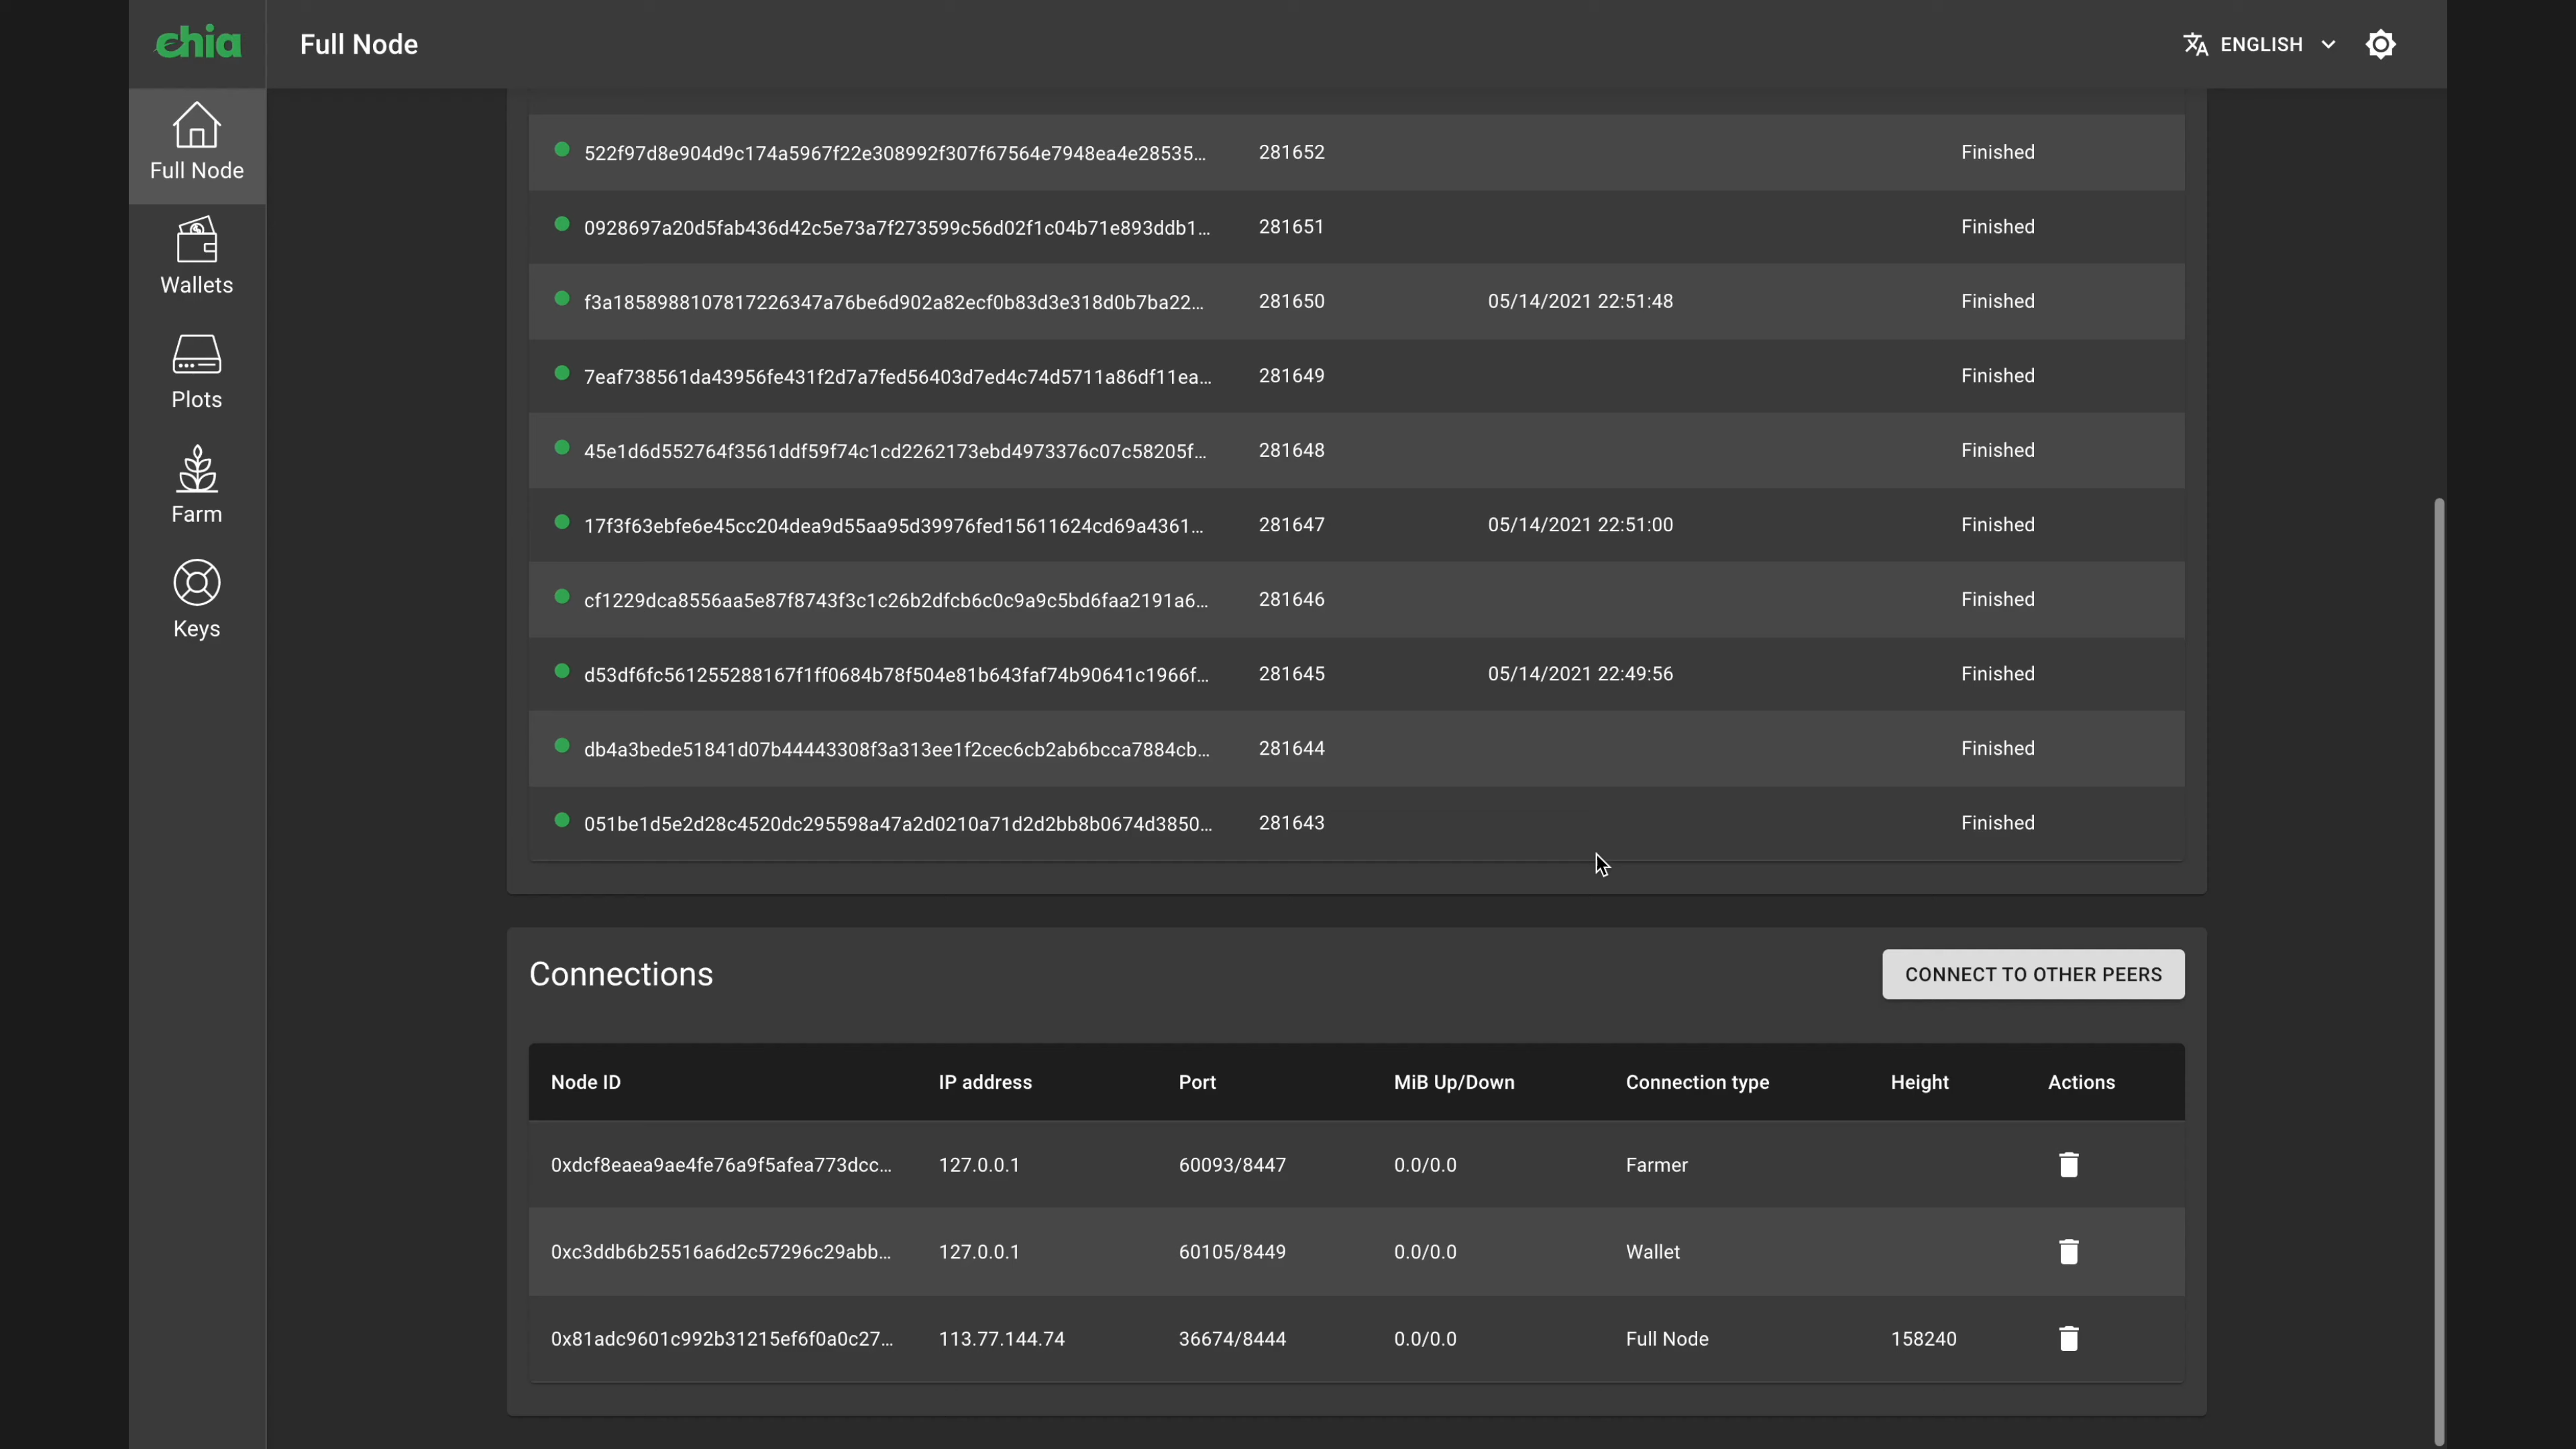 chia
Full Node
ENGLISH
Full Node
Wallets
Plots
Farm
Keys
522f97d8e904d9c174a5967f22e308992f307f67564e7948ea4e28535... 281652 Finished
0928697a20d5fab436d42c5e73a7f273599c56d02f1c04b71e893ddb1... 281651 Finished
f3a1858988107817226347a76be6d902a82ecf0b83d3e318d0b7ba22... 281650 05/14/2021 22:51:48 Finished
7eaf738561da43956fe431f2d7a7fed56403d7ed4c74d5711a86df11ea... 281649 Finished
45e1d6d552764f3561ddf59f74c1cd2262173ebd4973376c07c58205f... 281648 Finished
17f3f63ebfe6e45cc204dea9d55aa95d39976fed15611624cd69a4361... 281647 05/14/2021 22:51:00 Finished
cf1229dca8556aa5e87f8743f3c1c26b2dfcb6c0c9a9c5bd6faa2191a6... 281646 Finished
d53df6fc561255288167f1ff0684b78f504e81b643faf74b90641c1966f... 281645 05/14/2021 22:49:56 Finished
db4a3bede51841d07b44443308f3a313ee1f2cec6cb2ab6bcca7884cb... 281644 Finished
051be1d5e2d28c4520dc295598a47a2d0210a71d2d2bb8b0674d3850... 281643 Finished
Connections
CONNECT TO OTHER PEERS
Node ID IP address Port MiB Up/Down Connection type Height Actions
0xdcf8eaea9ae4fe76a9f5afea773dcc... 127.0.0.1 60093/8447 0.0/0.0 Farmer
0xc3ddb6b25516a6d2c57296c29abb... 127.0.0.1 60105/8449 0.0/0.0 Wallet
0x81adc9601c992b31215ef6f0a0c27... 113.77.144.74 36674/8444 0.0/0.0 Full Node 158240